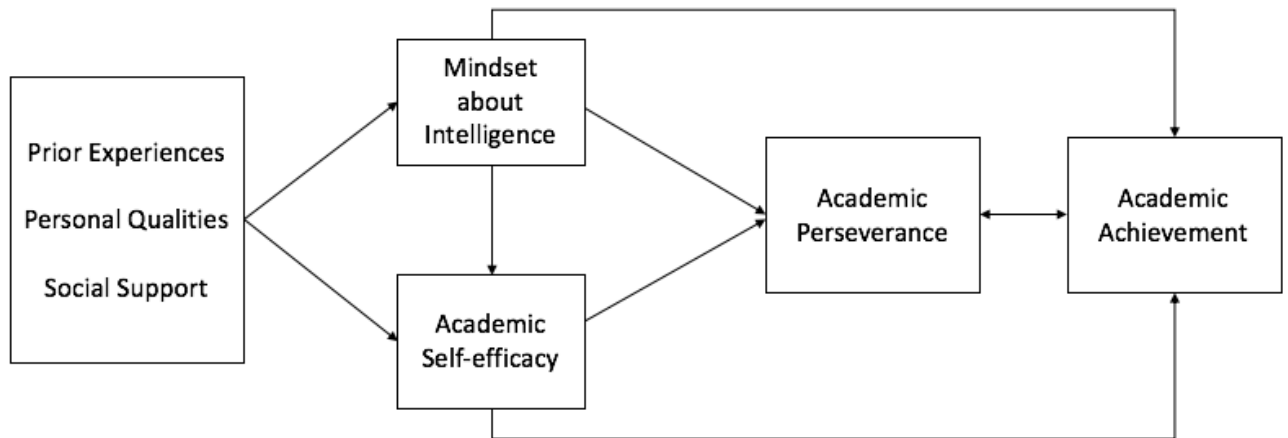 Prior Experiences
Personal Qualities
Social Support
Mindset
about
Intelligence
Academic
Self-efficacy
Academic
Perseverance
Academic
Achievement